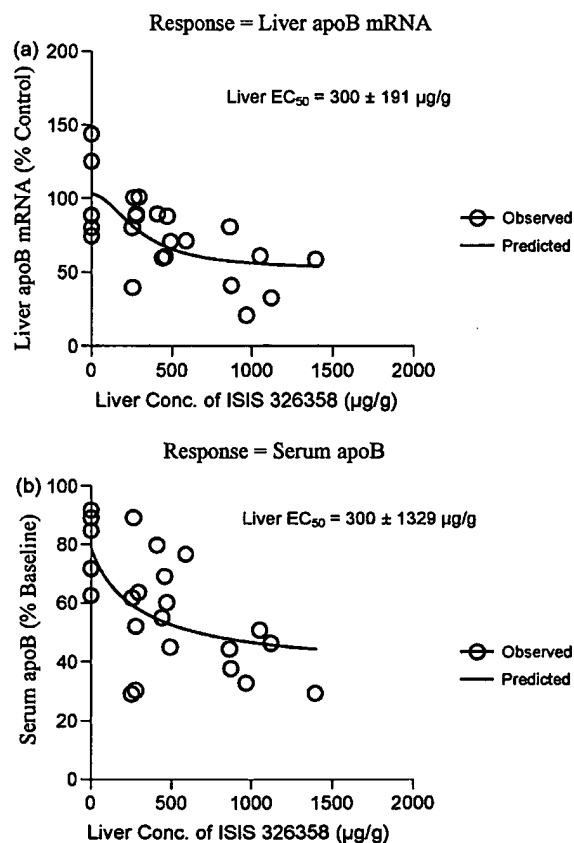 Response = Liver apoB mRNA
(a)
200
150
100
50
0
Liver apoB mRNA (% Control)
Liver EC50 = 300 ± 191 µg/g
Observed
Predicted
0 500 1000 1500 2000
Liver Conc. of ISIS 326358 (µg/g)
Response = Serum apoB
(b)
100
80
60
40
20
0
Serum apoB (% Baseline)
Liver EC50 = 300 ± 1329 µg/g
Observed
Predicted
0 500 1000 1500 2000
Liver Conc. of ISIS 326358 (µg/g)